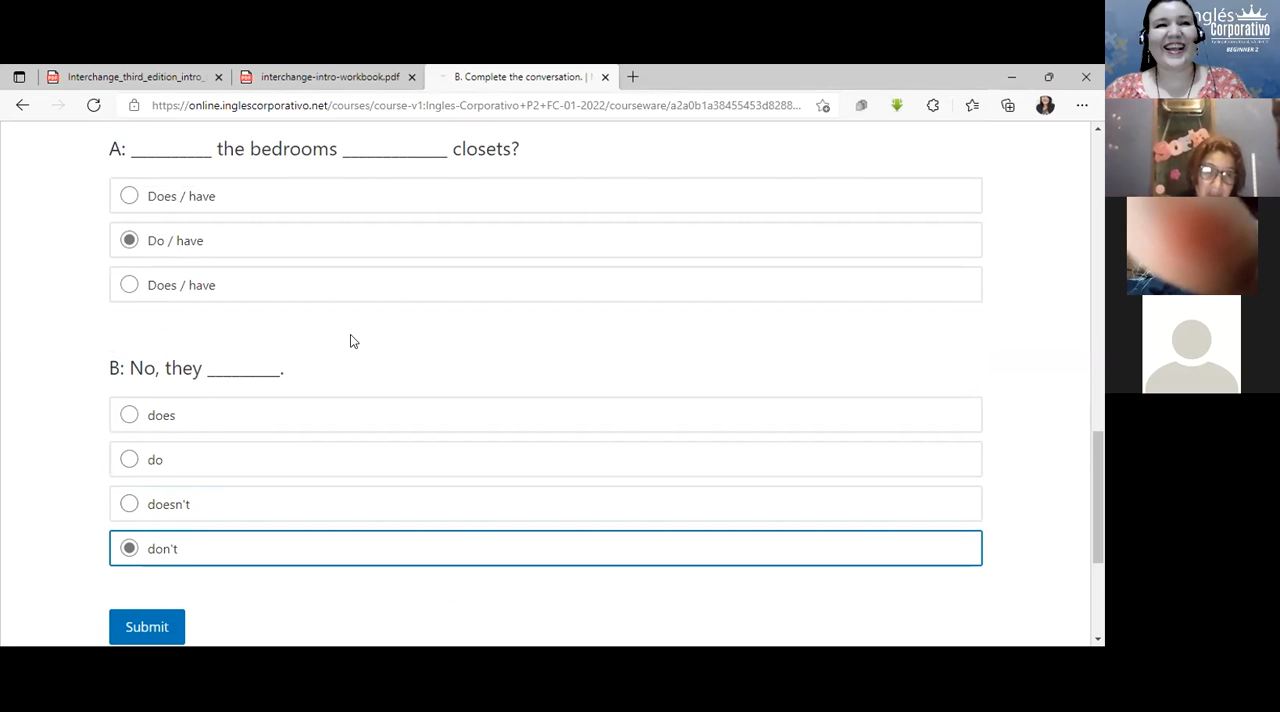 Interchange_third_edition_intro_
interchange-intro-workbook.pdf
B. Complete the conversation. |
https://online.inglescorporativo.net/courses/course-v1:Ingles-Corporativo+P2+FC-01-2022/courseware/a2a0b1a38455453d8288...
A: __________ the bedrooms _____________ closets?
Does / have
Do / have
Does / have
B: No, they _________.
does
do
doesn't
don't
Submit
Inglés
Corporativo
BEGINNER 2